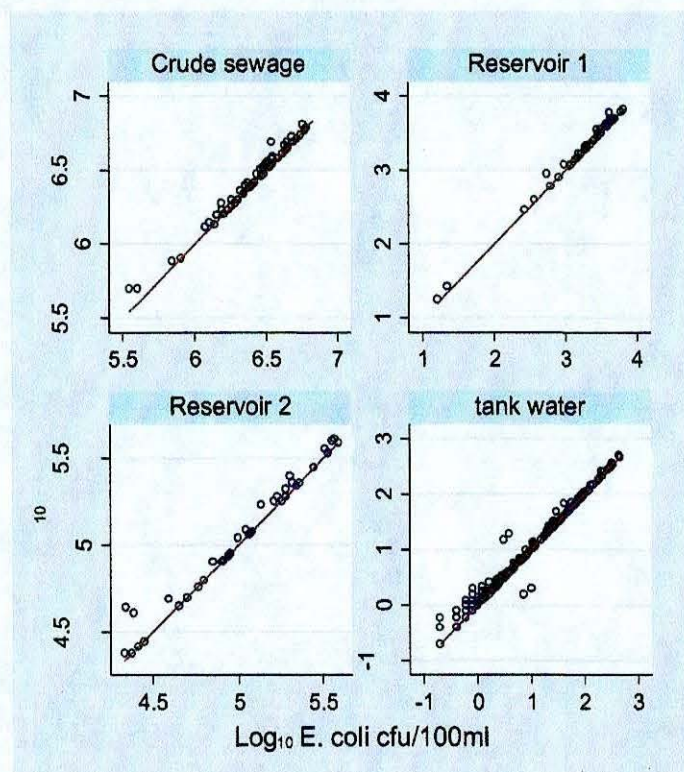 Crude sewage
Reservoir 1
7
6.5
6
5.5
5.5 6 6.5 7
4
3
2
1
1 2 3 4
Reservoir 2
tank water
5.5
5
4.5
4.5 5 5.5
3
2
1
0
-1
-1 0 1 2 3
10
Log₁₀ E. coli cfu/100ml